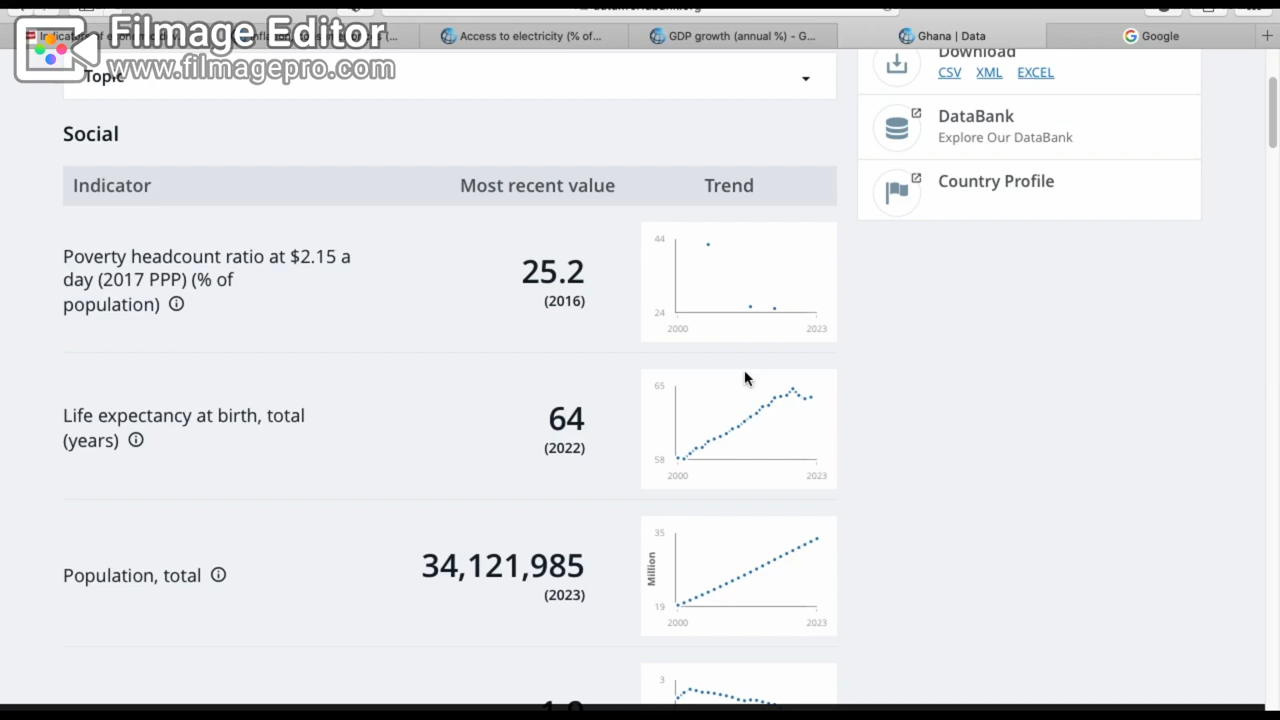 Filmage Editor
www.filmagepro.com
Access to electricity (% of...
GDP growth (annual %) - G...
Ghana | Data
Google
Topic
Download
CSV XML EXCEL
DataBank
Explore Our DataBank
Country Profile
Social
Indicator Most recent value Trend
Poverty headcount ratio at $2.15 a
day (2017 PPP) (% of
population)
25.2
(2016)
44
24
2000 2023
Life expectancy at birth, total
(years)
64
(2022)
65
58
2000 2023
Population, total
34,121,985
(2023)
35
Million
19
2000 2023
3